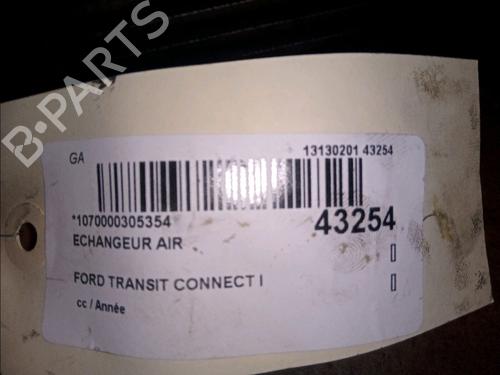 B-PARTS
GA
13130201 43254
*1070000305354
43254
ECHANGEUR AIR
FORD TRANSIT CONNECT I
cc / Année